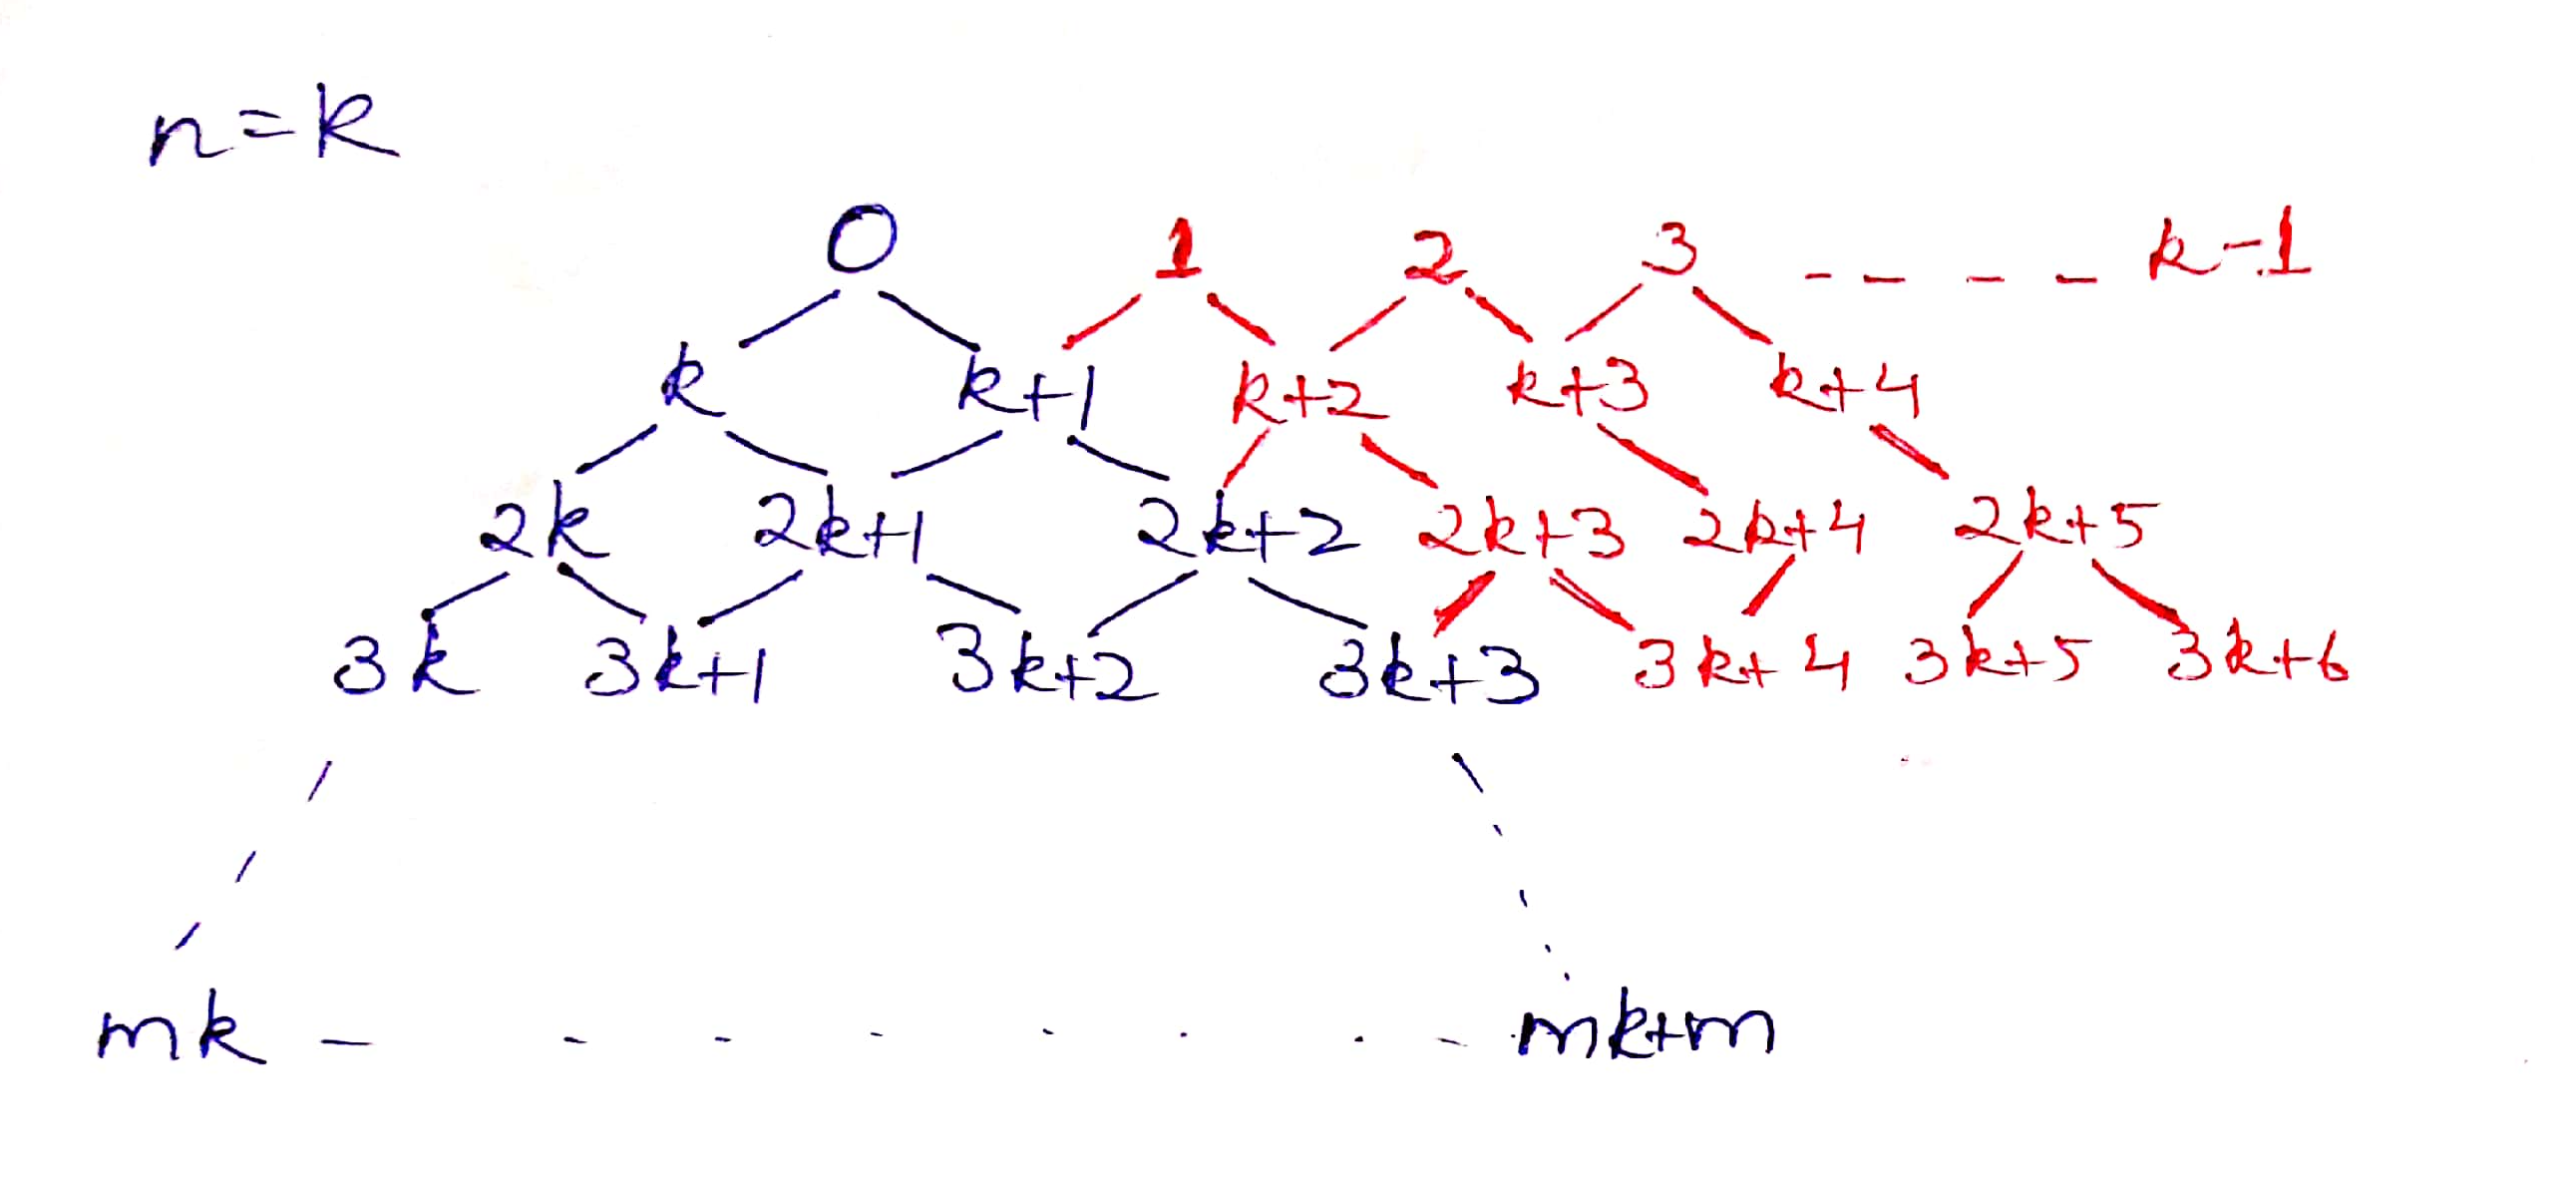 n=k
0 1 2 3 ---- k-1
k k+1 k+2 k+3 k+4
2k 2k+1 2k+2 2k+3 2k+4 2k+5
3k 3k+1 3k+2 3k+3 3k+4 3k+5 3k+6
mk - - - - - - - - mk+m